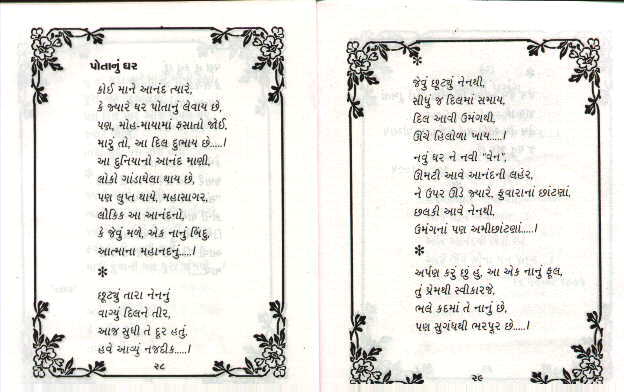 પોતાનું ઘર
કોઈ માને આનંદ ત્યારે,
કે જ્યારે ઘર પોતાનું લેવાય છે,
પણ, મોહ-માયામાં ફસાતો જોઈ,
મારું તો, આ દિલ દુભાય છે.....!
આ દુનિયાનો આનંદ માણી,
લોકો ગાંડાઘેલા થાય છે,
પણ લુપ્ત થાયે, મહાસાગર,
લૌકિક આ આનંદનો,
કે જેવું મળે, એક નાનું બિંદુ,
આત્માના મહાનદનું.....!
*
છૂટ્યું તારા નેનનું
વાગ્યું દિલને તીર,
આજ સુધી તે દૂર હતું,
હવે આવ્યું નજદીક.....!
૨૮
*
જેવું છૂટ્યું નેનથી,
સીધું જ દિલમાં સમાય,
દિલ આવી ઉમંગથી,
ઊંચે હિલોળા ખાય.....!
નવું ઘર ને નવી "વેન",
ઊમટી આવે આનંદની લહેર,
ને ઉપર ઊડે જ્યારે, ફુવારાનાં છાંટણાં,
છલકી આવે નેનથી,
ઉમંગનાં પણ અમીછાંટણાં.....!
*
અર્પણ કરું છું હું, આ એક નાનું ફૂલ,
તું પ્રેમથી સ્વીકારજે,
ભલે કદમાં તે નાનું છે,
પણ સુગંધથી ભરપૂર છે.....!
૨૯